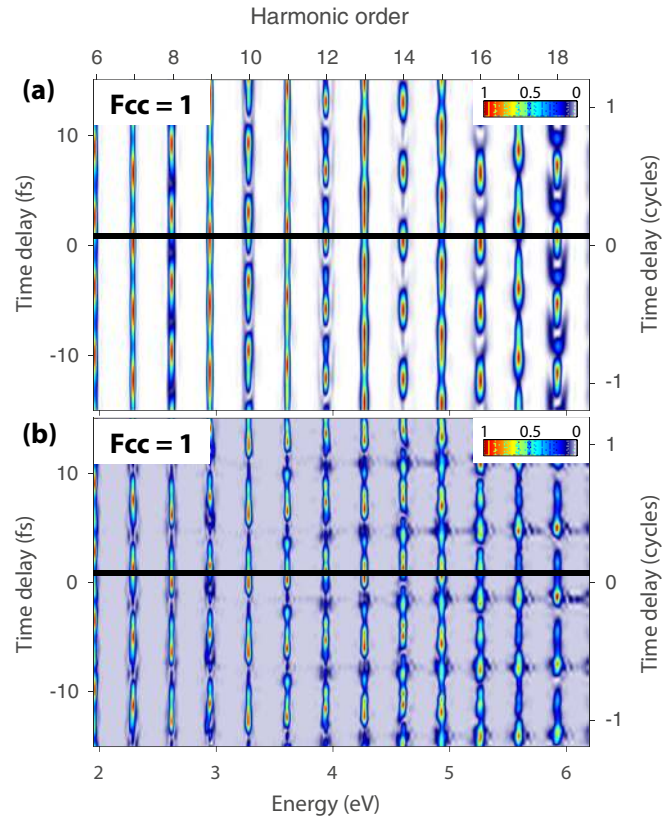 Harmonic order
6 8 10 12 14 16 18
(a)
Fcc = 1
1 0.5 0
Time delay (fs)
10
0
-10
1
0
-1
Time delay (cycles)
(b)
Fcc = 1
1 0.5 0
Time delay (fs)
10
0
-10
1
0
-1
Time delay (cycles)
2 3 4 5 6
Energy (eV)